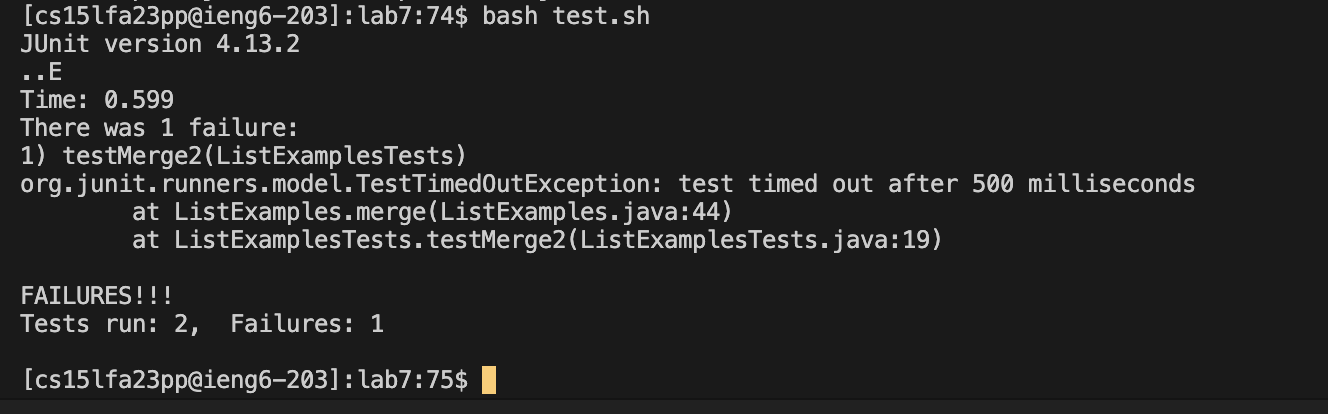 [cs15lfa23pp@ieng6-203]:lab7:74$ bash test.sh
JUnit version 4.13.2
..E
Time: 0.599
There was 1 failure:
1) testMerge2(ListExamplesTests)
org.junit.runners.model.TestTimedOutException: test timed out after 500 milliseconds
        at ListExamples.merge(ListExamples.java:44)
        at ListExamplesTests.testMerge2(ListExamplesTests.java:19)

FAILURES!!!
Tests run: 2,  Failures: 1

[cs15lfa23pp@ieng6-203]:lab7:75$